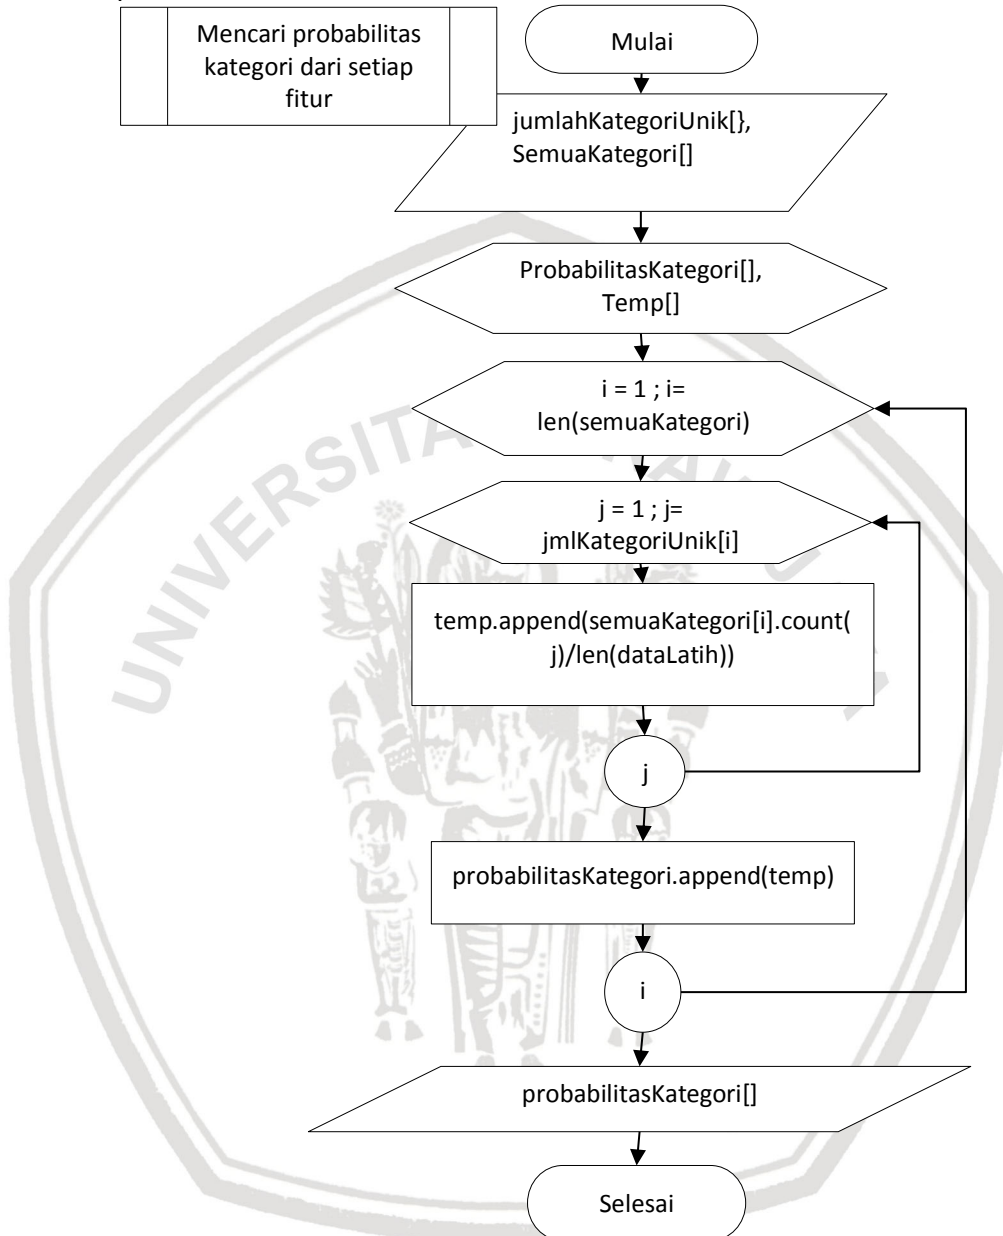 Mencari probabilitas
kategori dari setiap
fitur
Mulai
jumlahKategoriUnik[},
SemuaKategori[]
ProbabilitasKategori[],
Temp[]
i = 1 ; i=
len(semuaKategori)
j = 1 ; j=
jmlKategoriUnik[i]
temp.append(semuaKategori[i].count(
j)/len(dataLatih))
j
probabilitasKategori.append(temp)
i
probabilitasKategori[]
Selesai